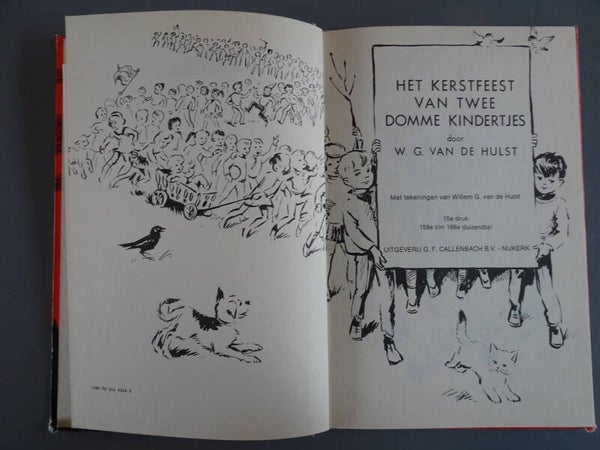 HET KERSTFEEST
VAN TWEE
DOMME KINDERTJES
door
W. G. VAN DE HULST
Met tekeningen van Willem G. van de Hulst
15e druk
159e t/m 166e duizendtal
UITGEVERIJ G. F. CALLENBACH B.V. - NIJKERK